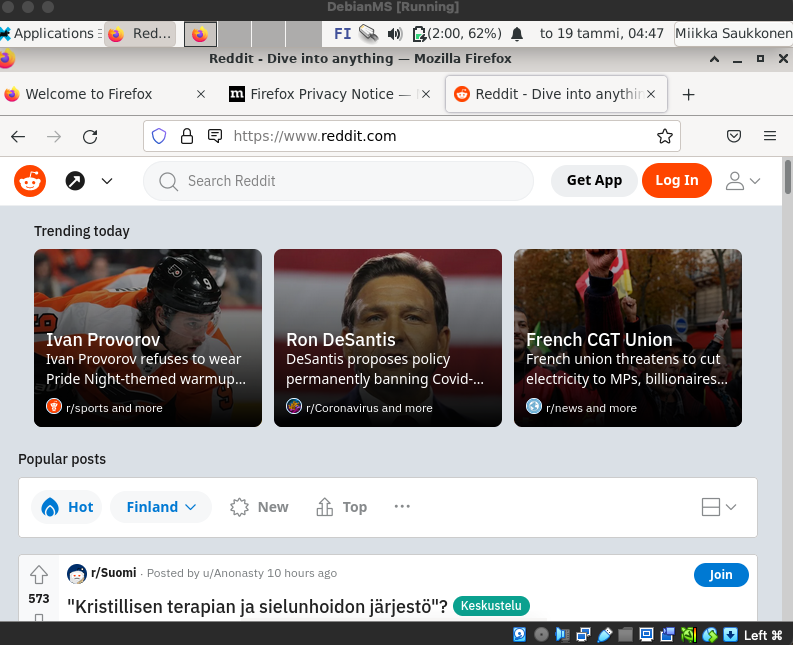 DebianMS [Running]
Applications
Red...
FI
(2:00, 62%)
to 19 tammi, 04:47
Miikka Saukkonen
Reddit - Dive into anything — Mozilla Firefox
Welcome to Firefox
m
Firefox Privacy Notice —
Reddit - Dive into anythin
https://www.reddit.com
Search Reddit
Get App
Log In
Trending today
9
Ivan Provorov
Ivan Provorov refuses to wear
Pride Night-themed warmup...
r/sports and more
Ron DeSantis
DeSantis proposes policy
permanently banning Covid-...
r/Coronavirus and more
French CGT Union
French union threatens to cut
electricity to MPs, billionaires...
r/news and more
Popular posts
Hot
Finland
New
Top
573
r/Suomi · Posted by u/Anonasty 10 hours ago
Join
"Kristillisen terapian ja sielunhoidon järjestö"?
Keskustelu
Left ⌘